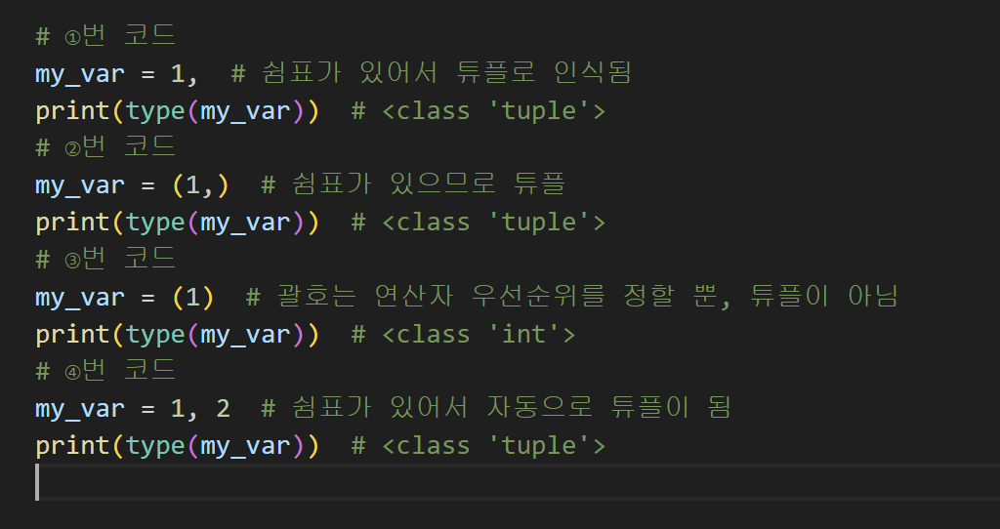 # ①번 코드
my_var = 1,  # 쉼표가 있어서 튜플로 인식됨
print(type(my_var))  # <class 'tuple'>
# ②번 코드
my_var = (1,)  # 쉼표가 있으므로 튜플
print(type(my_var))  # <class 'tuple'>
# ③번 코드
my_var = (1)  # 괄호는 연산자 우선순위를 정할 뿐, 튜플이 아님
print(type(my_var))  # <class 'int'>
# ④번 코드
my_var = 1, 2  # 쉼표가 있어서 자동으로 튜플이 됨
print(type(my_var))  # <class 'tuple'>